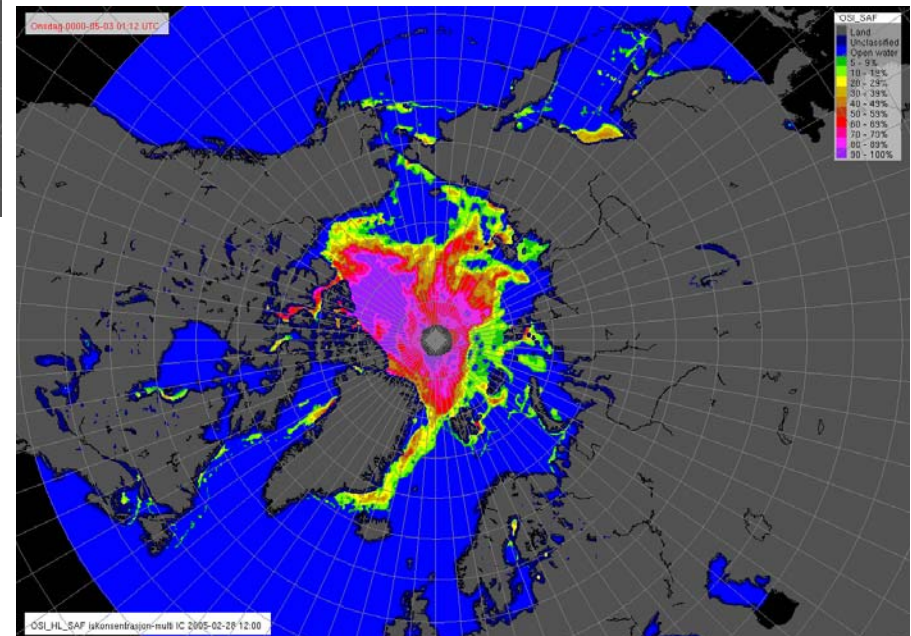 Onsdag 0000-05-03 01:12 UTC
OSI_SAF
Land
Unclassified
Open water
5 - 9%
10 - 19%
20 - 29%
30 - 39%
40 - 49%
50 - 59%
60 - 69%
70 - 79%
80 - 89%
90 - 100%
OSI_HL_SAF iskonsentrasjon-multi IC 2005-02-28 12:00